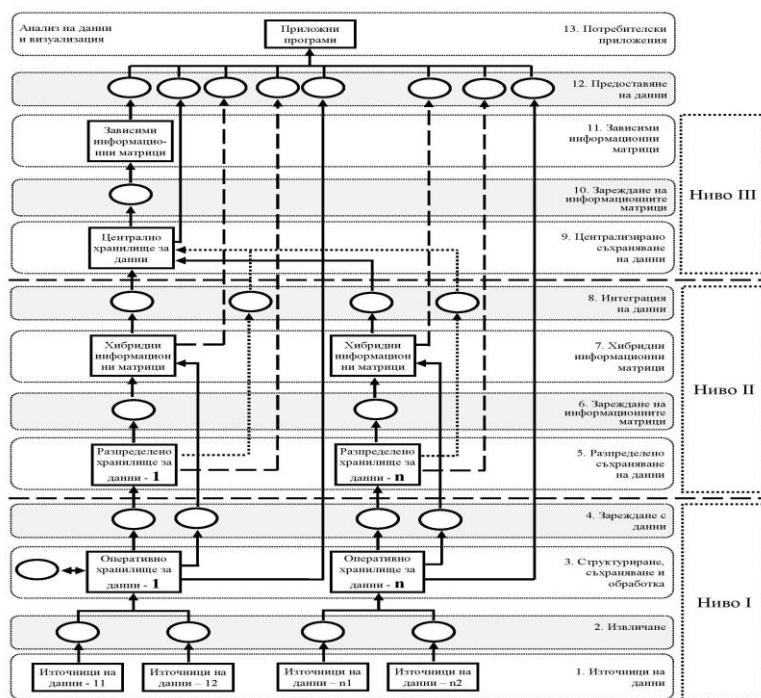 Анализ на данни
и визуализация
Приложни
програми
13. Потребителски
приложения
12. Предоставяне
на данни
Зависими
информацио-
нни матрици
11. Зависими
информационни
матрици
Ниво III
10. Зареждане на
информационните
матрици
Централно
хранилище за
данни
9. Централизирано
съхраняване
на данни
8. Интеграция
на данни
Хибридни
информацион
ни матрици
Хибридни
информацион
ни матрици
7. Хибридни
информационни
матрици
Ниво II
6. Зареждане на
информационните
матрици
Разпределено
хранилище за
данни - 1
Разпределено
хранилище за
данни - n
5. Разпределено
съхраняване
на данни
4. Зареждане с
данни
Оперативно
хранилище за
данни - 1
Оперативно
хранилище за
данни - n
3. Структуриране,
съхраняване и
обработка
Ниво I
2. Извличане
Източници на
данни - 11
Източници на
данни – 12
Източници на
данни – n1
Източници на
данни – n2
1. Източници на
данни